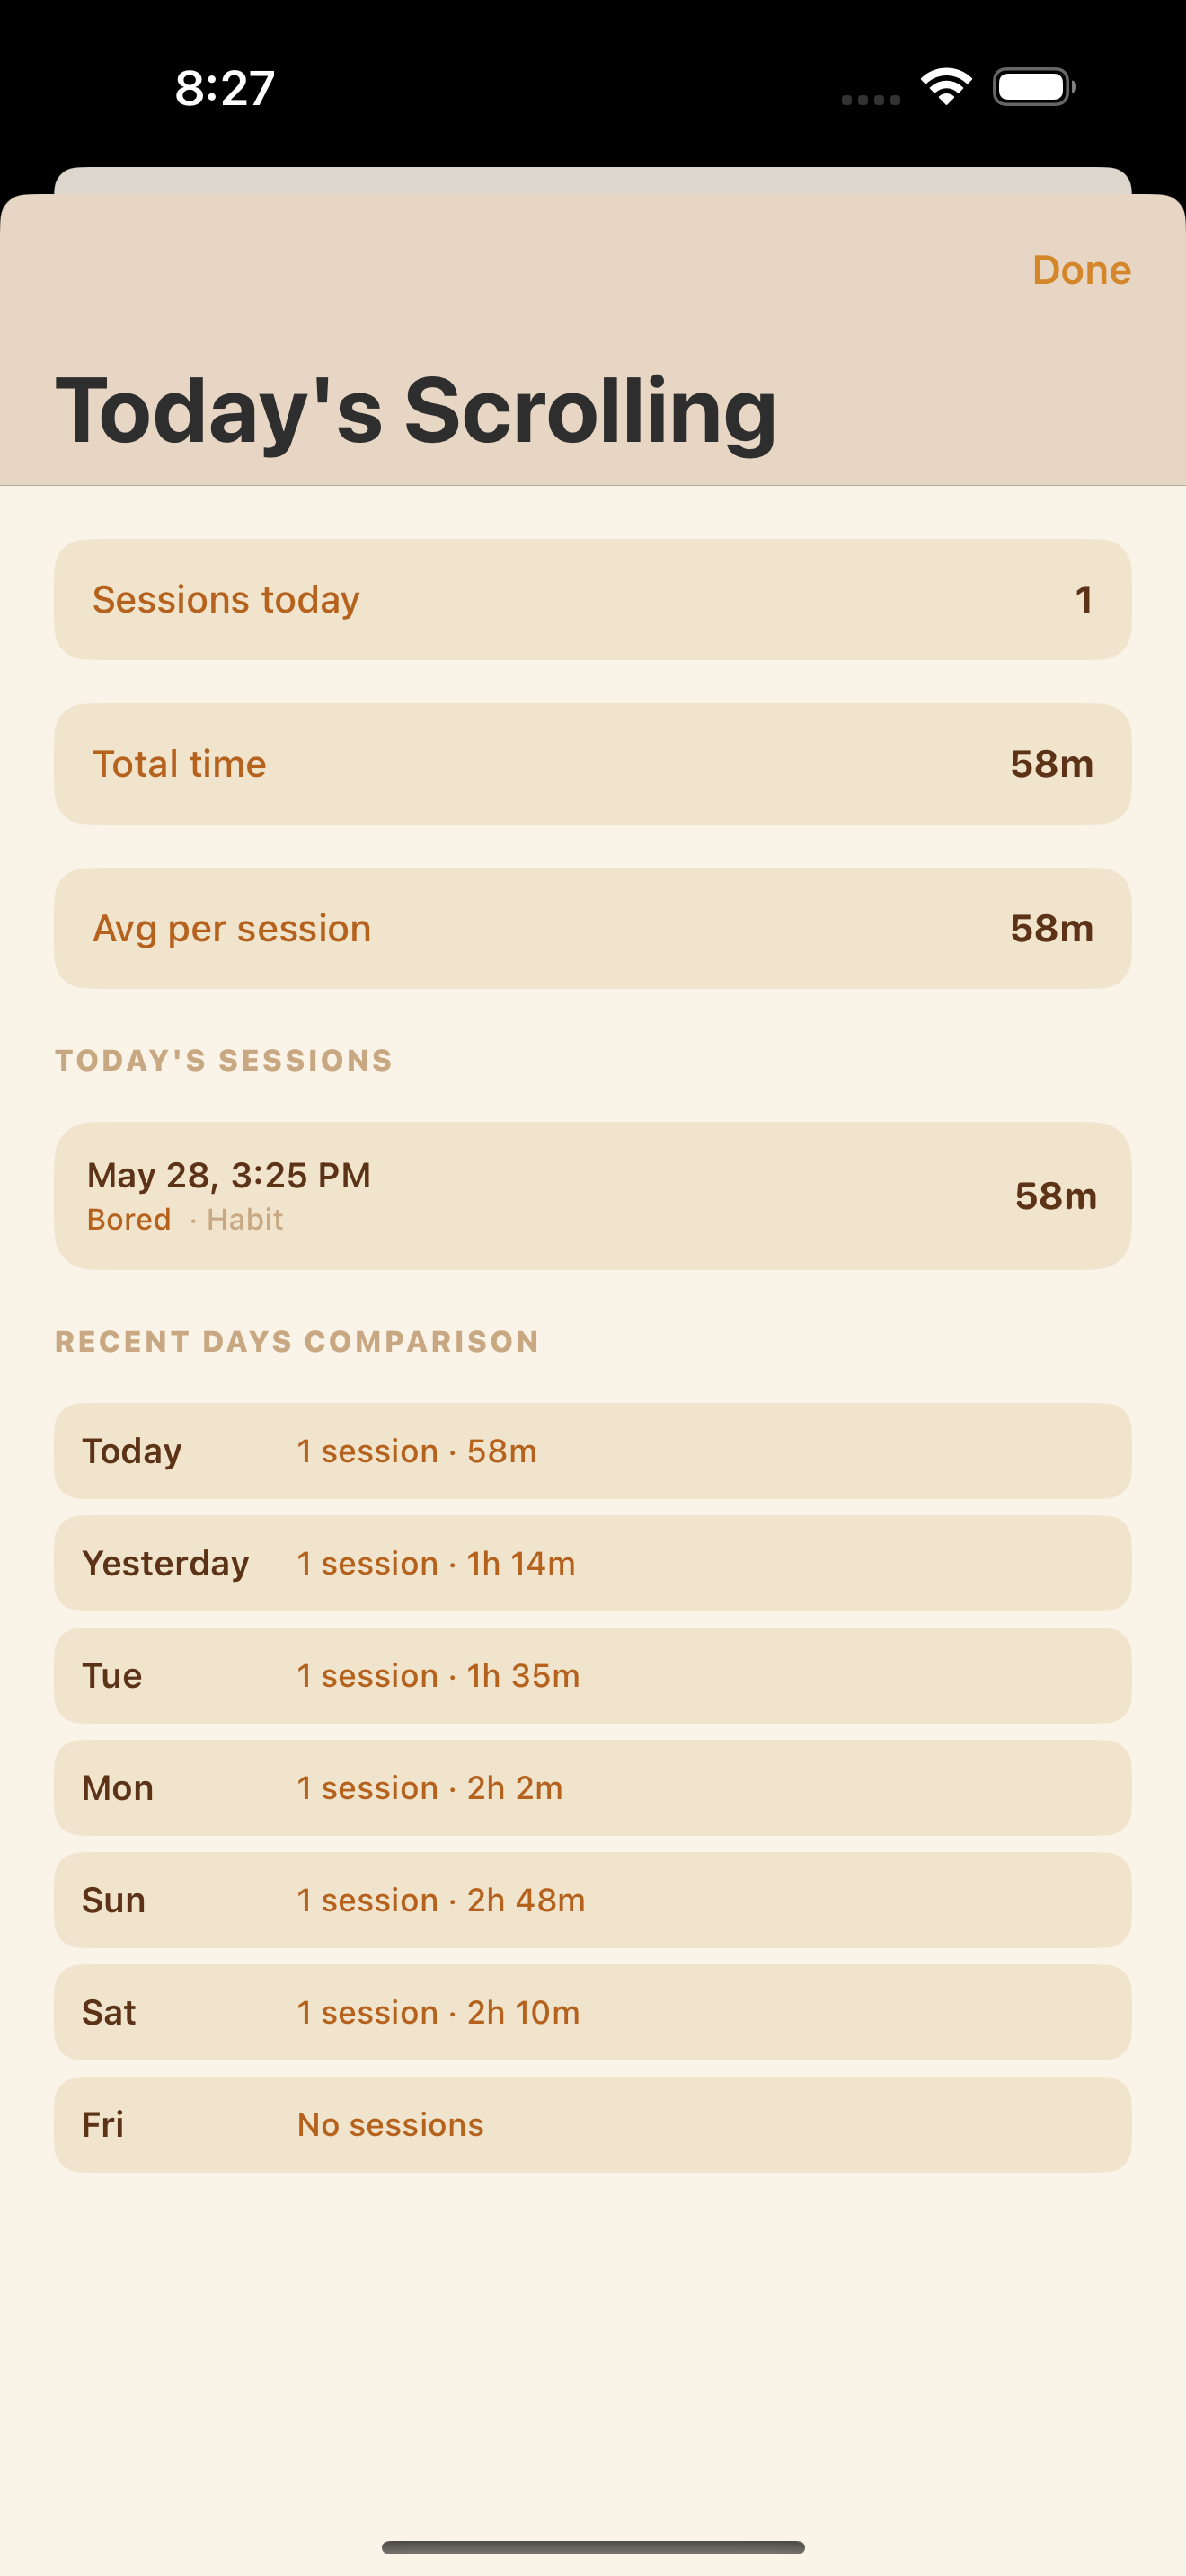 8:27
Done
Today's Scrolling
Sessions today 1
Total time 58m
Avg per session 58m
TODAY'S SESSIONS
May 28, 3:25 PM
Bored · Habit
58m
RECENT DAYS COMPARISON
Today 1 session · 58m
Yesterday 1 session · 1h 14m
Tue 1 session · 1h 35m
Mon 1 session · 2h 2m
Sun 1 session · 2h 48m
Sat 1 session · 2h 10m
Fri No sessions